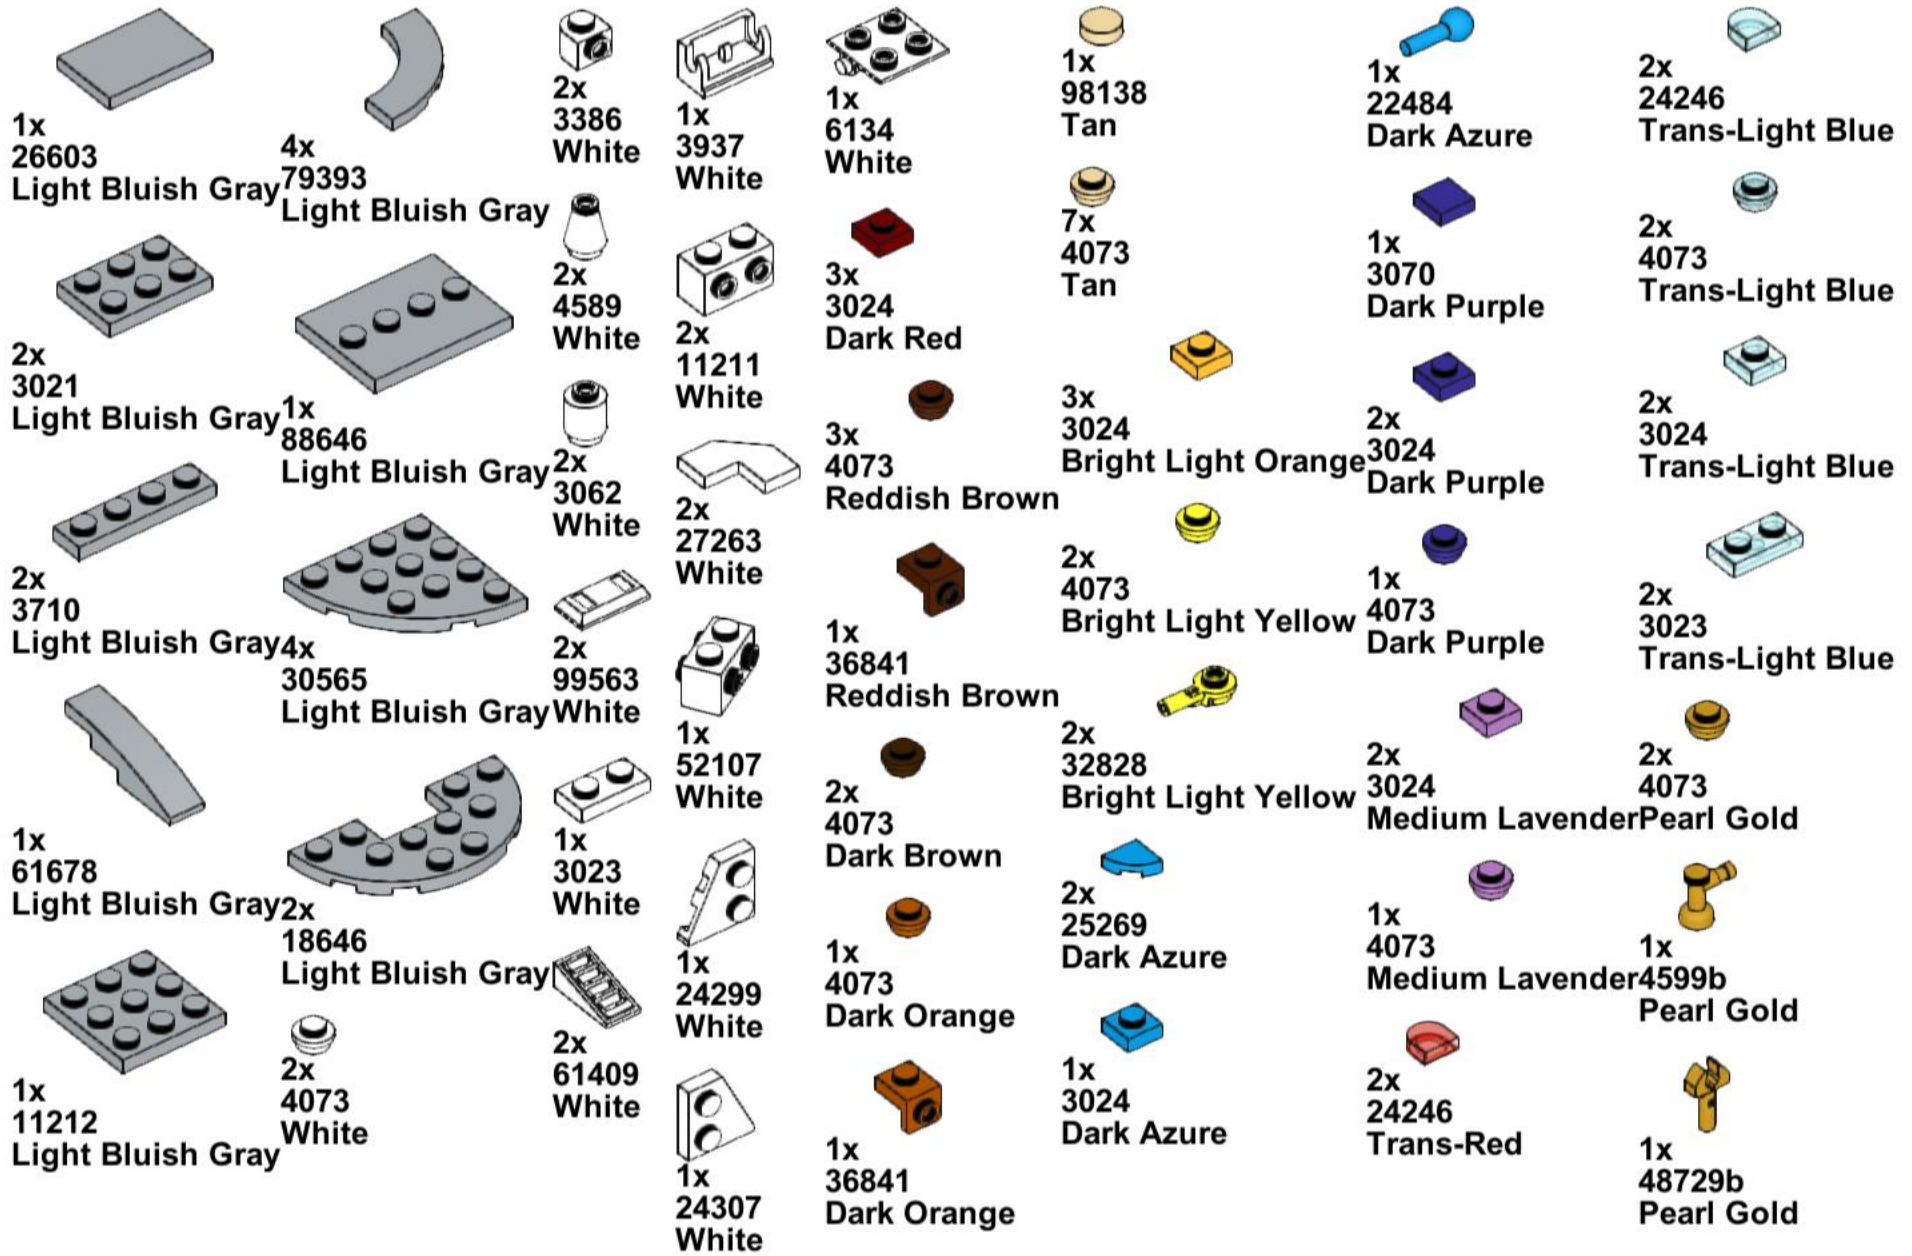 1x
26603
Light Bluish Gray
2x
3021
Light Bluish Gray
2x
3710
Light Bluish Gray
1x
61678
Light Bluish Gray
1x
11212
Light Bluish Gray
4x
79393
Light Bluish Gray
1x
88646
Light Bluish Gray
4x
30565
Light Bluish Gray
2x
18646
Light Bluish Gray
2x
4073
White
2x
3386
White
2x
4589
White
2x
3062
White
2x
99563
White
1x
3023
White
2x
61409
White
1x
3937
White
2x
11211
White
2x
27263
White
1x
52107
White
1x
24299
White
1x
24307
White
1x
6134
White
3x
3024
Dark Red
3x
4073
Reddish Brown
1x
36841
Reddish Brown
2x
4073
Dark Brown
1x
4073
Dark Orange
1x
36841
Dark Orange
1x
98138
Tan
7x
4073
Tan
3x
3024
Bright Light Orange
2x
4073
Bright Light Yellow
2x
32828
Bright Light Yellow
2x
25269
Dark Azure
1x
3024
Dark Azure
1x
22484
Dark Azure
1x
3070
Dark Purple
2x
3024
Dark Purple
1x
4073
Dark Purple
2x
3024
Medium Lavender
1x
4073
Medium Lavender
2x
24246
Trans-Red
2x
24246
Trans-Light Blue
2x
4073
Trans-Light Blue
2x
3024
Trans-Light Blue
2x
3023
Trans-Light Blue
2x
4073
Pearl Gold
1x
4599b
Pearl Gold
1x
48729b
Pearl Gold